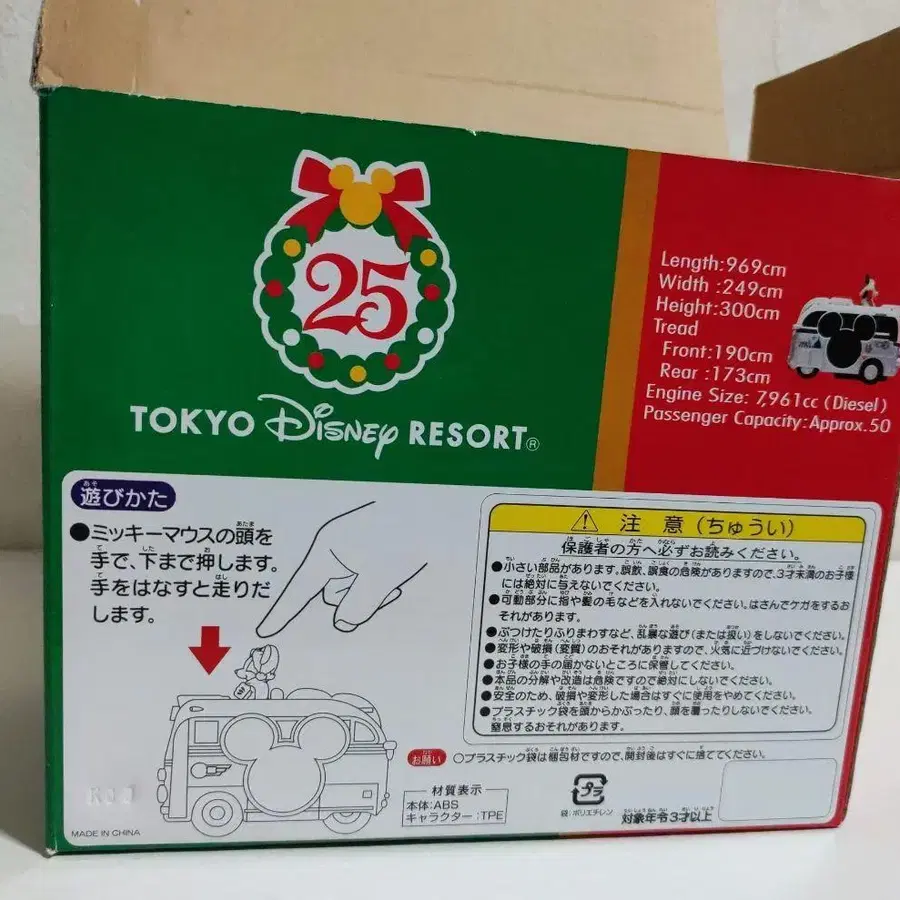 25
TOKYO Disney RESORT®
Length:969cm
Width :249cm
Height:300cm
Tread
Front:190cm
Rear :173cm
Engine Size: 7,961cc (Diesel)
Passenger Capacity:Approx.50
遊びかた
●ミッキーマウスの頭を
手で、下まで押します。
手をはなすと走りだ
します。
MADE IN CHINA
注意(ちゅうい)
保護者の方へ必ずお読みください。
●小さい部品があります。誤飲、誤食の危険がありますので、3才未満のお子様
には絶対に与えないでください。
●可動部分に指や髪の毛などを入れないでください。はさんでケガをするお
それがあります。
●ぶつけたりふりまわすなど、乱暴な遊び(または扱い)をしないでください。
●変形や破損(変質)のおそれがありますので、火気に近づけないでください。
●お子様の手の届かないところに保管してください。
●本品の分解や改造は危険ですので絶対にしないでください。
●安全のため、破損や変形した場合はすぐに使用をやめてください。
●プラスチック袋を頭からかぶったり、顔を覆ったりしないでください。
窒息するおそれがあります。
お願い ○プラスチック袋は梱包材ですので、開封後はすぐに捨ててください。
材質表示
本体:ABS
キャラクター:TPE
プラ
袋:ポリエチレン
対象年令3才以上